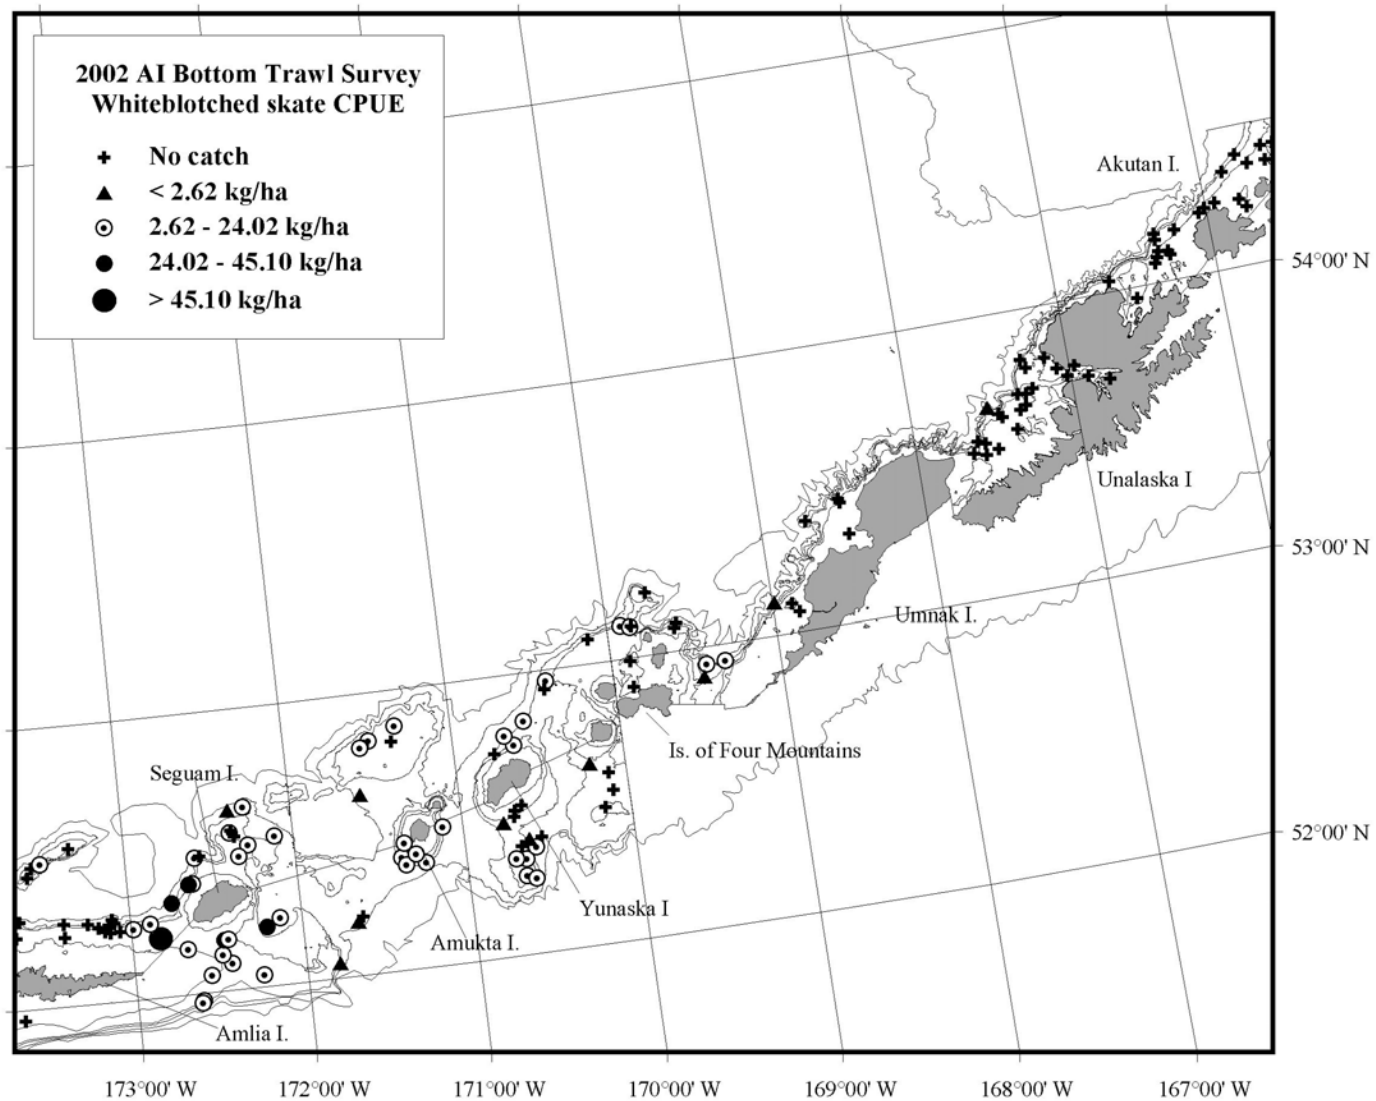 2002 AI Bottom Trawl Survey
Whiteblotched skate CPUE
No catch
< 2.62 kg/ha
2.62 - 24.02 kg/ha
24.02 - 45.10 kg/ha
> 45.10 kg/ha
Akutan I.
54°00' N
Unalaska I
53°00' N
Umnak I.
Is. of Four Mountains
Seguam I.
52°00' N
Yunaska I
Amukta I.
Amlia I.
173°00' W
172°00' W
171°00' W
170°00' W
169°00' W
168°00' W
167°00' W